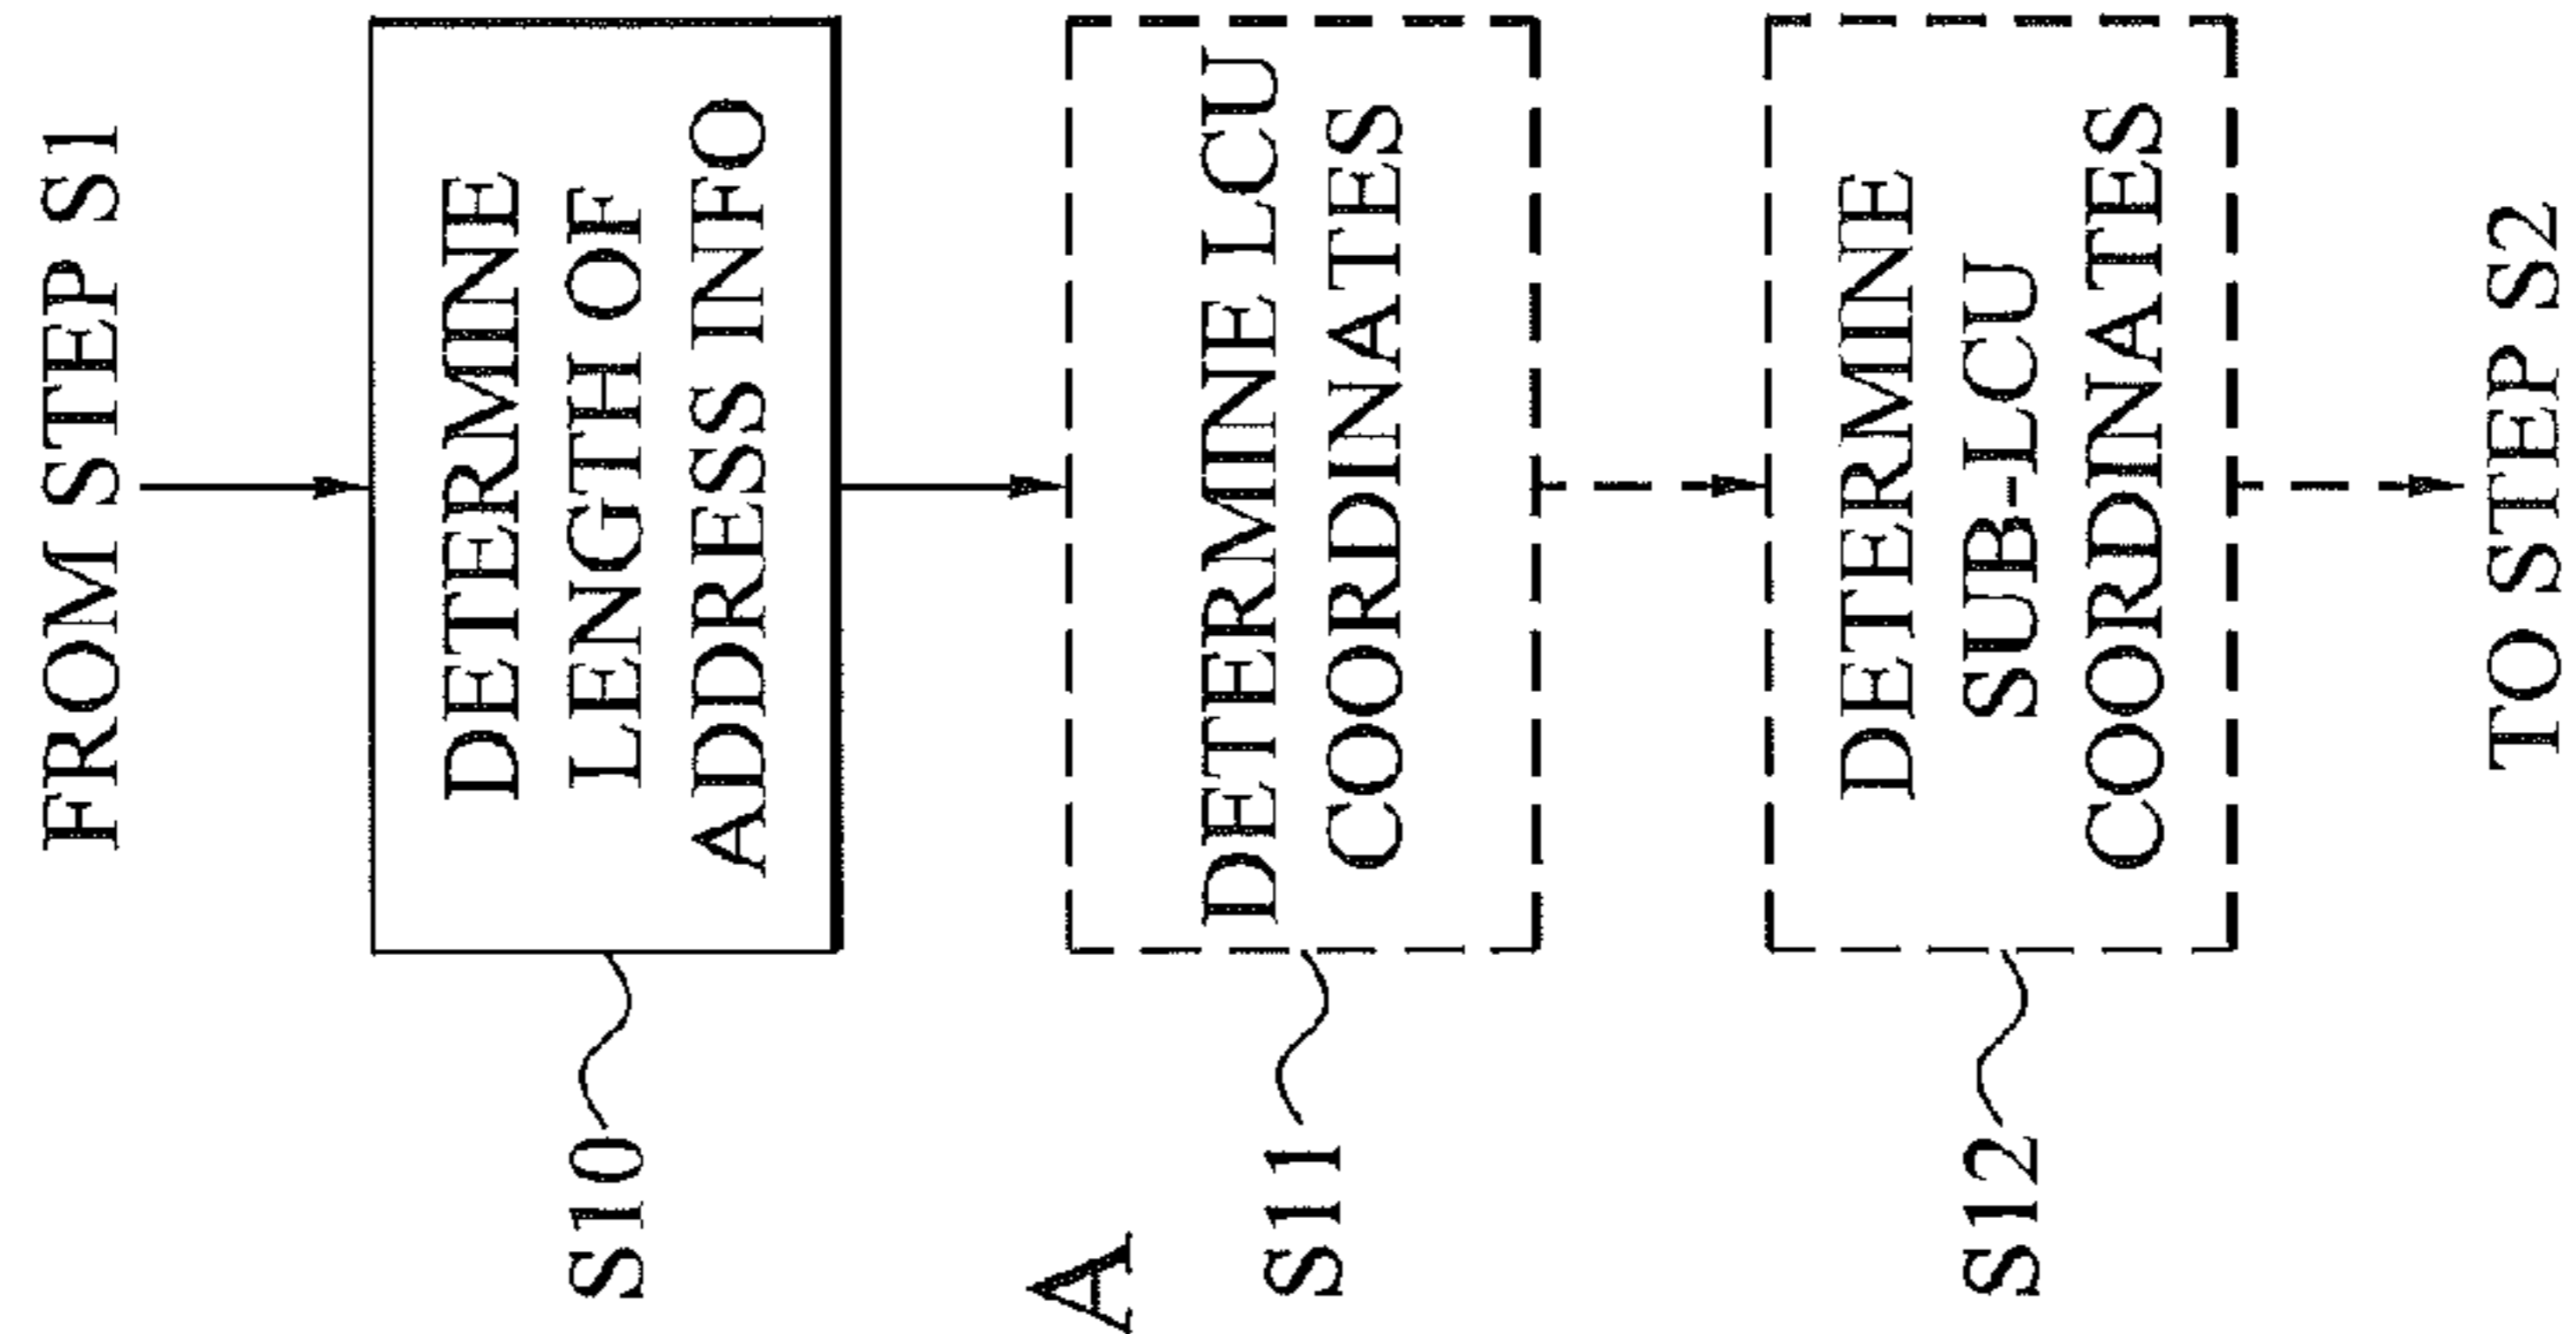 FROM STEP S1
DETERMINE
LENGTH OF
ADDRESS INFO
S10
A
DETERMINE LCU
COORDINATES
S11
DETERMINE
SUB-LCU
COORDINATES
S12
TO STEP S2